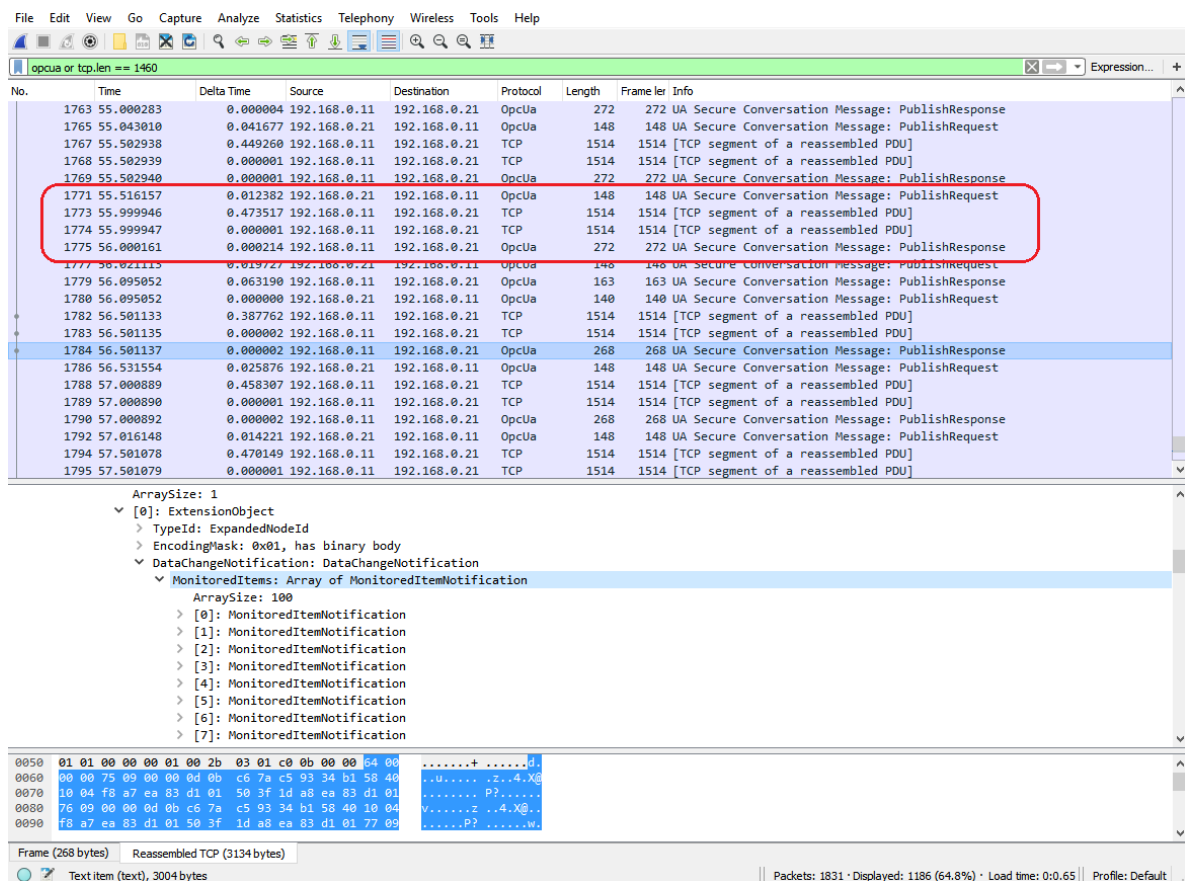 File Edit View Go Capture Analyze Statistics Telephony Wireless Tools Help
opcua or tcp.len == 1460 Expression... +
No. Time Delta Time Source Destination Protocol Length Frame ler Info
1763 55.000283 0.000004 192.168.0.11 192.168.0.21 OpcUa 272 272 UA Secure Conversation Message: PublishResponse
1765 55.043010 0.041677 192.168.0.21 192.168.0.11 OpcUa 148 148 UA Secure Conversation Message: PublishRequest
1767 55.502938 0.449260 192.168.0.11 192.168.0.21 TCP 1514 1514 [TCP segment of a reassembled PDU]
1768 55.502939 0.000001 192.168.0.11 192.168.0.21 TCP 1514 1514 [TCP segment of a reassembled PDU]
1769 55.502940 0.000001 192.168.0.11 192.168.0.21 OpcUa 272 272 UA Secure Conversation Message: PublishResponse
1771 55.516157 0.012382 192.168.0.21 192.168.0.11 OpcUa 148 148 UA Secure Conversation Message: PublishRequest
1773 55.999946 0.473517 192.168.0.11 192.168.0.21 TCP 1514 1514 [TCP segment of a reassembled PDU]
1774 55.999947 0.000001 192.168.0.11 192.168.0.21 TCP 1514 1514 [TCP segment of a reassembled PDU]
1775 56.000161 0.000214 192.168.0.11 192.168.0.21 OpcUa 272 272 UA Secure Conversation Message: PublishResponse
1777 56.021113 0.019727 192.168.0.21 192.168.0.11 OpcUa 148 148 UA Secure Conversation Message: PublishRequest
1779 56.095052 0.063190 192.168.0.11 192.168.0.21 OpcUa 163 163 UA Secure Conversation Message: PublishResponse
1780 56.095052 0.000000 192.168.0.21 192.168.0.11 OpcUa 140 140 UA Secure Conversation Message: PublishRequest
1782 56.501133 0.387762 192.168.0.11 192.168.0.21 TCP 1514 1514 [TCP segment of a reassembled PDU]
1783 56.501135 0.000002 192.168.0.11 192.168.0.21 TCP 1514 1514 [TCP segment of a reassembled PDU]
1784 56.501137 0.000002 192.168.0.11 192.168.0.21 OpcUa 268 268 UA Secure Conversation Message: PublishResponse
1786 56.531554 0.025876 192.168.0.21 192.168.0.11 OpcUa 148 148 UA Secure Conversation Message: PublishRequest
1788 57.000889 0.458307 192.168.0.11 192.168.0.21 TCP 1514 1514 [TCP segment of a reassembled PDU]
1789 57.000890 0.000001 192.168.0.11 192.168.0.21 TCP 1514 1514 [TCP segment of a reassembled PDU]
1790 57.000892 0.000002 192.168.0.11 192.168.0.21 OpcUa 268 268 UA Secure Conversation Message: PublishResponse
1792 57.016148 0.014221 192.168.0.21 192.168.0.11 OpcUa 148 148 UA Secure Conversation Message: PublishRequest
1794 57.501078 0.470149 192.168.0.11 192.168.0.21 TCP 1514 1514 [TCP segment of a reassembled PDU]
1795 57.501079 0.000001 192.168.0.11 192.168.0.21 TCP 1514 1514 [TCP segment of a reassembled PDU]
ArraySize: 1
[0]: ExtensionObject
TypeId: ExpandedNodeId
EncodingMask: 0x01, has binary body
DataChangeNotification: DataChangeNotification
MonitoredItems: Array of MonitoredItemNotification
ArraySize: 100
[0]: MonitoredItemNotification
[1]: MonitoredItemNotification
[2]: MonitoredItemNotification
[3]: MonitoredItemNotification
[4]: MonitoredItemNotification
[5]: MonitoredItemNotification
[6]: MonitoredItemNotification
[7]: MonitoredItemNotification
0050 01 01 00 00 00 01 00 2b 03 01 c0 0b 00 00 64 00 .......+ ......d.
0060 00 00 75 09 00 00 0d 0b c6 7a c5 93 34 b1 58 40 ..u..... .z..4.X@
0070 10 04 f8 a7 ea 83 d1 01 50 3f 1d a8 ea 83 d1 01 ........ P?......
0080 76 09 00 00 0d 0b c6 7a c5 93 34 b1 58 40 10 04 v......z ..4.X@..
0090 f8 a7 ea 83 d1 01 50 3f 1d a8 ea 83 d1 01 77 09 ......P? ......w.
Frame (268 bytes) Reassembled TCP (3134 bytes)
Text item (text), 3004 bytes Packets: 1831 · Displayed: 1186 (64.8%) · Load time: 0:0.65 Profile: Default